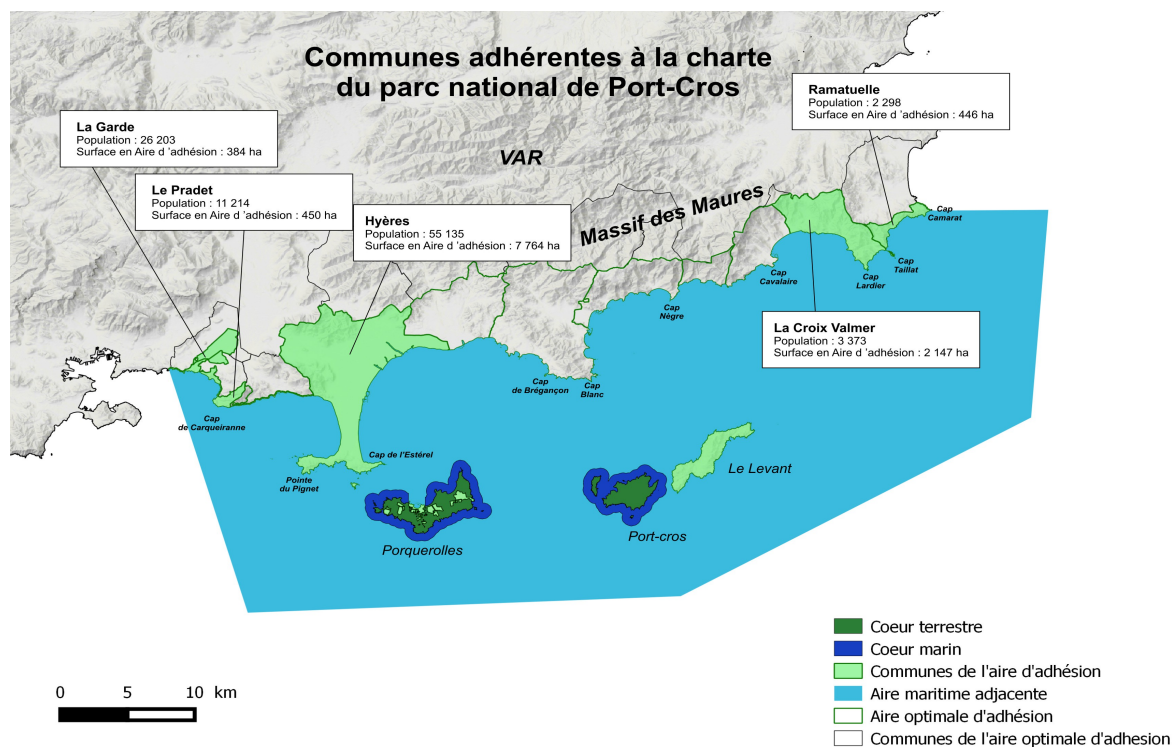 Communes adhérentes à la charte
du parc national de Port-Cros
Ramatuelle
Population : 2 298
Surface en Aire d 'adhésion : 446 ha
La Garde
Population : 26 203
Surface en Aire d 'adhésion : 384 ha
VAR
Le Pradet
Population : 11 214
Surface en Aire d 'adhésion : 450 ha
Hyères
Population : 55 135
Surface en Aire d 'adhésion : 7 764 ha
Massif des Maures
Cap
Camarat
Cap
Taillat
Cap
Lardier
Cap
Cavalaire
Cap
Nègre
La Croix Valmer
Population : 3 373
Surface en Aire d 'adhésion : 2 147 ha
Cap
de Brégançon
Cap
Blanc
Cap
de Carqueiranne
Cap de l'Estérel
Pointe
du Pignet
Le Levant
Port-cros
Porquerolles
Coeur terrestre
Coeur marin
Communes de l'aire d'adhésion
Aire maritime adjacente
Aire optimale d'adhésion
Communes de l'aire optimale d'adhesion
0 5 10 km